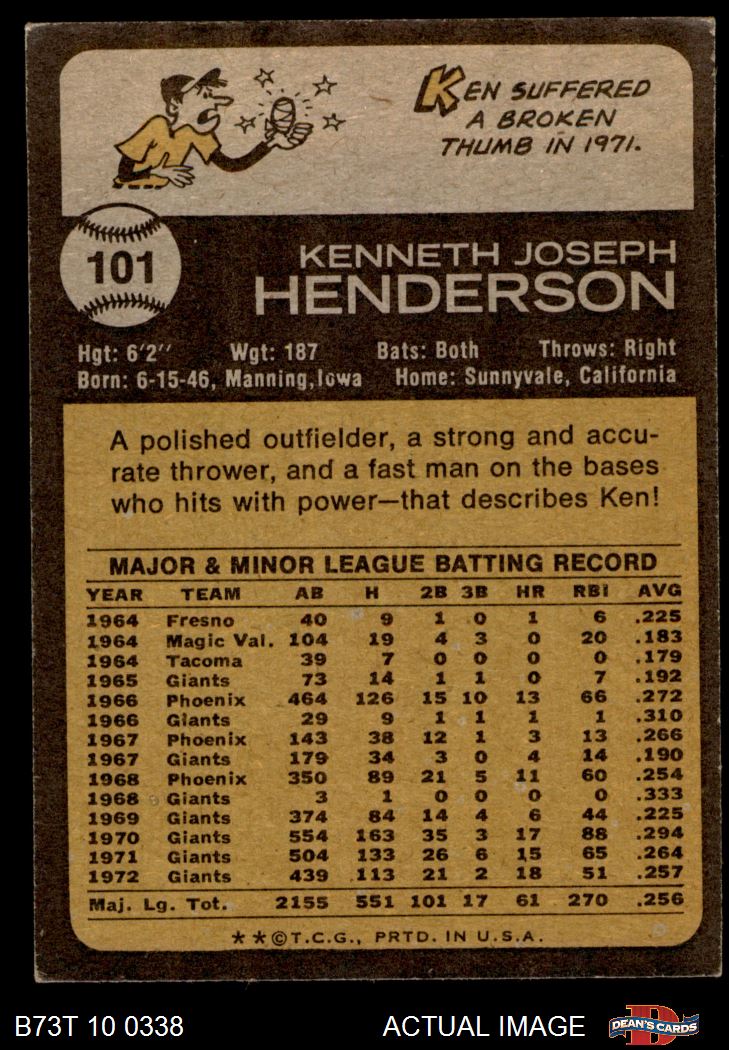 KEN SUFFERED
A BROKEN
THUMB IN 1971.
101
KENNETH JOSEPH
HENDERSON
Hgt: 6'2" Wgt: 187 Bats: Both Throws: Right
Born: 6-15-46, Manning, Iowa Home: Sunnyvale, California
A polished outfielder, a strong and accu-
rate thrower, and a fast man on the bases
who hits with power—that describes Ken!
MAJOR & MINOR LEAGUE BATTING RECORD
YEAR TEAM AB H 2B 3B HR RBI AVG
1964 Fresno 40 9 1 0 1 6 .225
1964 Magic Val. 104 19 4 3 0 20 .183
1964 Tacoma 39 7 0 0 0 0 .179
1965 Giants 73 14 1 1 0 7 .192
1966 Phoenix 464 126 15 10 13 66 .272
1966 Giants 29 9 1 1 1 1 .310
1967 Phoenix 143 38 12 1 3 13 .266
1967 Giants 179 34 3 0 4 14 .190
1968 Phoenix 350 89 21 5 11 60 .254
1968 Giants 3 1 0 0 0 0 .333
1969 Giants 374 84 14 4 6 44 .225
1970 Giants 554 163 35 3 17 88 .294
1971 Giants 504 133 26 6 15 65 .264
1972 Giants 439 113 21 2 18 51 .257
Maj. Lg. Tot. 2155 551 101 17 61 270 .256
**©T.C.G., PRTD. IN U.S.A.
B73T 10 0338 ACTUAL IMAGE D DEAN'S CARDS